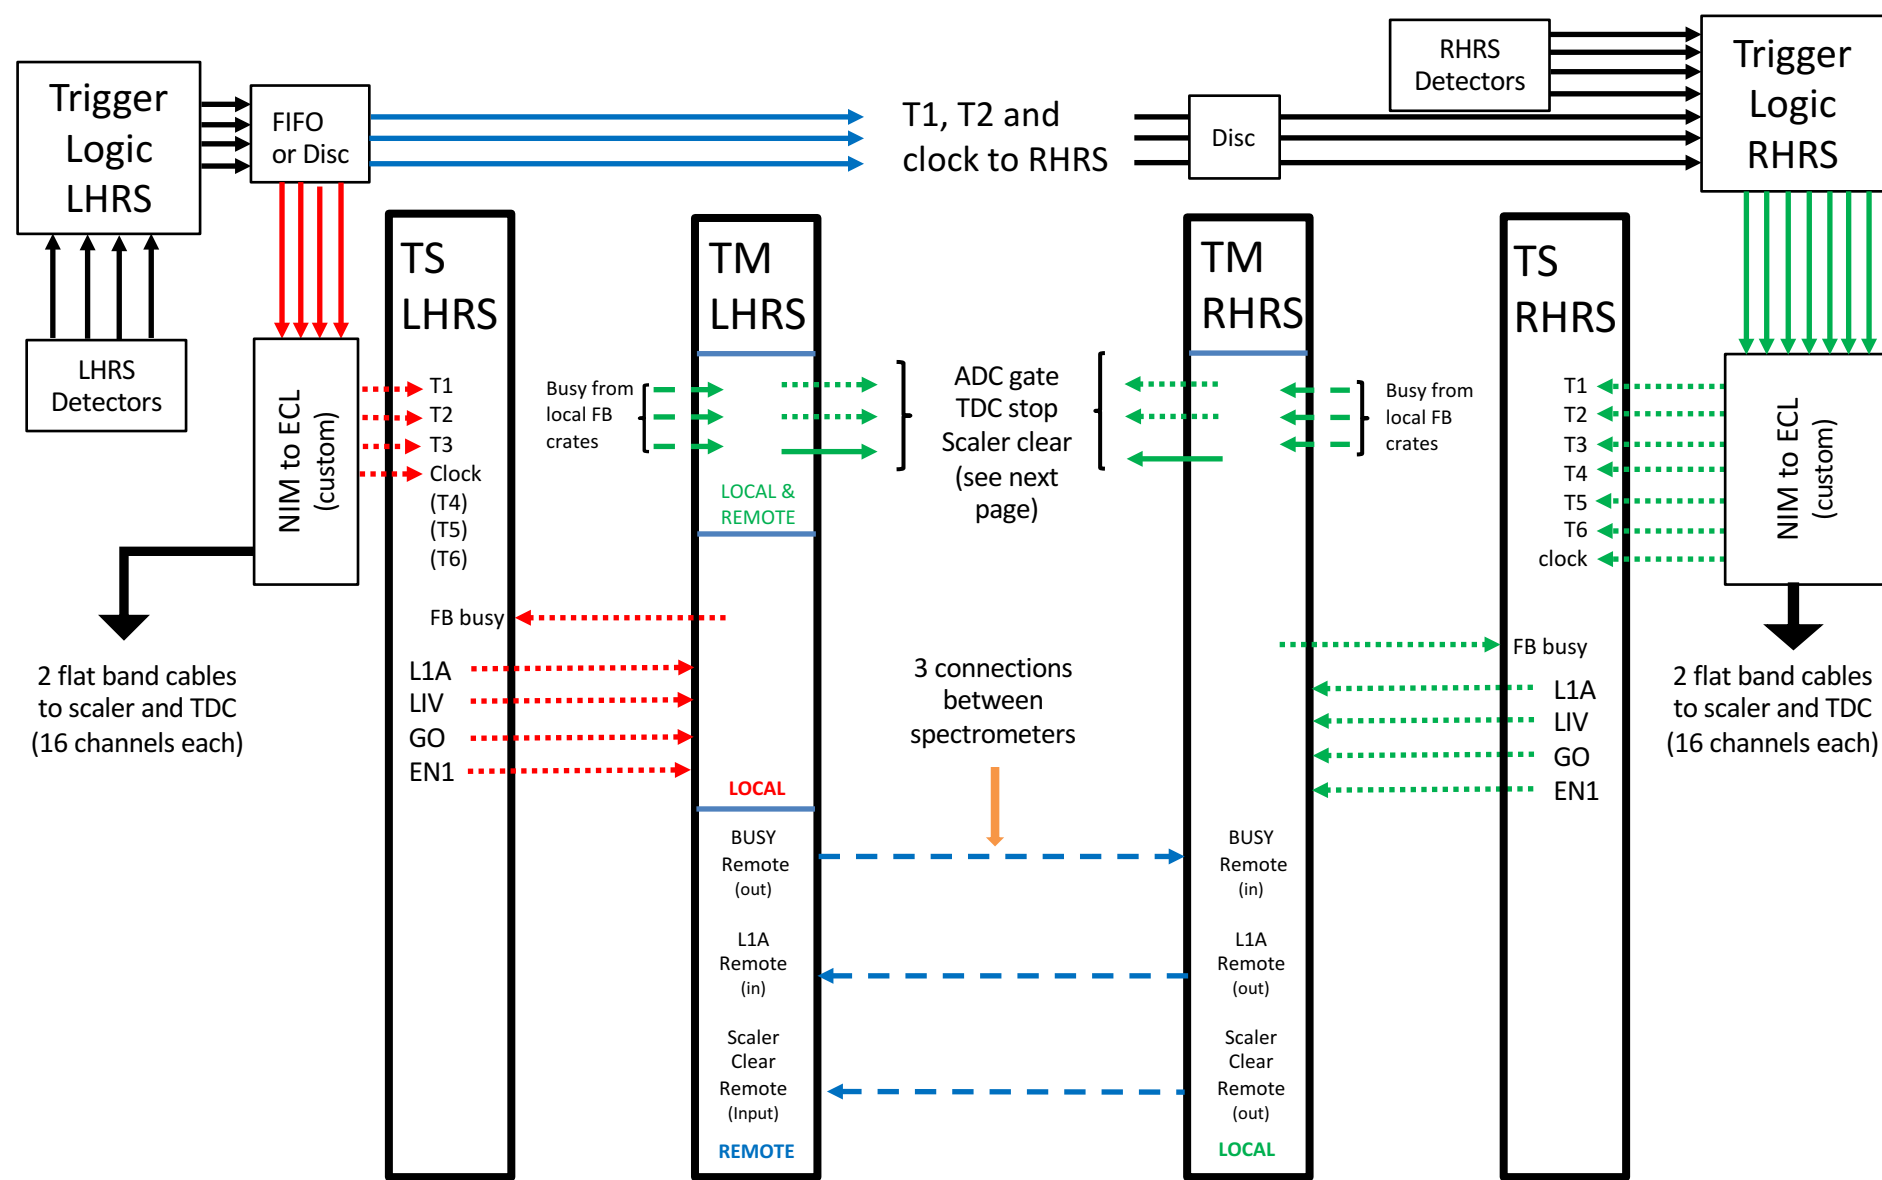 Trigger
Logic
LHRS
FIFO
or Disc
T1, T2 and
clock to RHRS
Disc
RHRS
Detectors
Trigger
Logic
RHRS
LHRS
Detectors
NIM to ECL
(custom)
2 flat band cables
to scaler and TDC
(16 channels each)
TS
LHRS
T1
T2
T3
Clock
(T4)
(T5)
(T6)
FB busy
L1A
LIV
GO
EN1
Busy from
local FB
crates
TM
LHRS
LOCAL &
REMOTE
LOCAL
BUSY
Remote
(out)
L1A
Remote
(in)
Scaler
Clear
Remote
(Input)
REMOTE
ADC gate
TDC stop
Scaler clear
(see next
page)
3 connections
between
spectrometers
TM
RHRS
BUSY
Remote
(in)
L1A
Remote
(out)
Scaler
Clear
Remote
(out)
LOCAL
Busy from
local FB
crates
TS
RHRS
T1
T2
T3
T4
T5
T6
clock
FB busy
L1A
LIV
GO
EN1
NIM to ECL
(custom)
2 flat band cables
to scaler and TDC
(16 channels each)